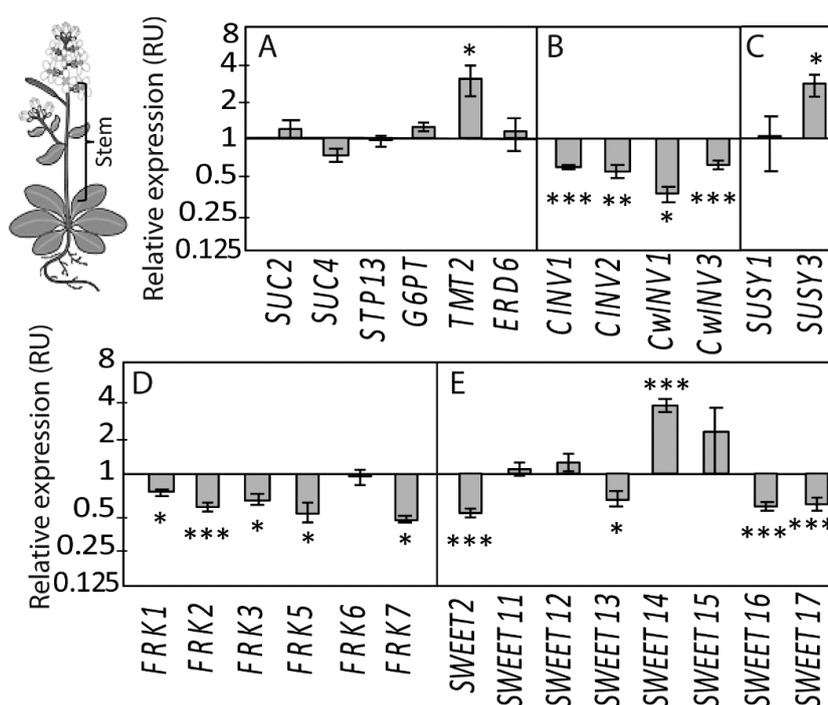 Stem
Relative expression (RU)
8
4
2
1
0.5
0.25
0.125
A
*
B
*** ** * ***
C
*
SUC2
SUC4
STP13
G6PT
TMT2
ERD6
CINV1
CINV2
CwINV1
CwINV3
SUSY1
SUSY3
Relative expression (RU)
8
4
2
1
0.5
0.25
0.125
D
* *** * * *
E
*** * *** *** ***
FRK1
FRK2
FRK3
FRK5
FRK6
FRK7
SWEET2
SWEET11
SWEET12
SWEET13
SWEET14
SWEET15
SWEET16
SWEET17